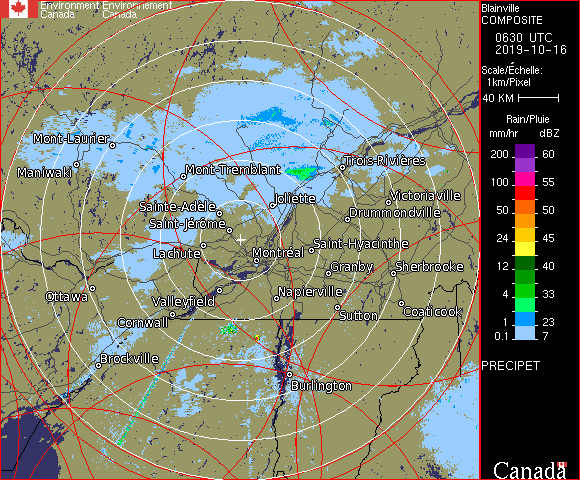 Environment Environnement
Canada Canada
Blainville
COMPOSITE
0630 UTC
2019-10-16
Scale/Échelle:
1km/Pixel
40 KM
Rain/Pluie
mm/hr dBZ
200 60
150 57
100 55
50 50
24 45
12 40
4 33
1 23
0.1 7
PRECIPET
Canada
Mont-Laurier
Maniwaki
Mont-Tremblant
Trois-Rivières
Sainte-Adèle
Joliette
Victoriaville
Saint-Jérôme
Drummondville
Lachute
Montréal
Saint-Hyacinthe
Granby
Sherbrooke
Ottawa
Valleyfield
Napierville
Sutton
Coaticook
Cornwall
Brockville
Burlington